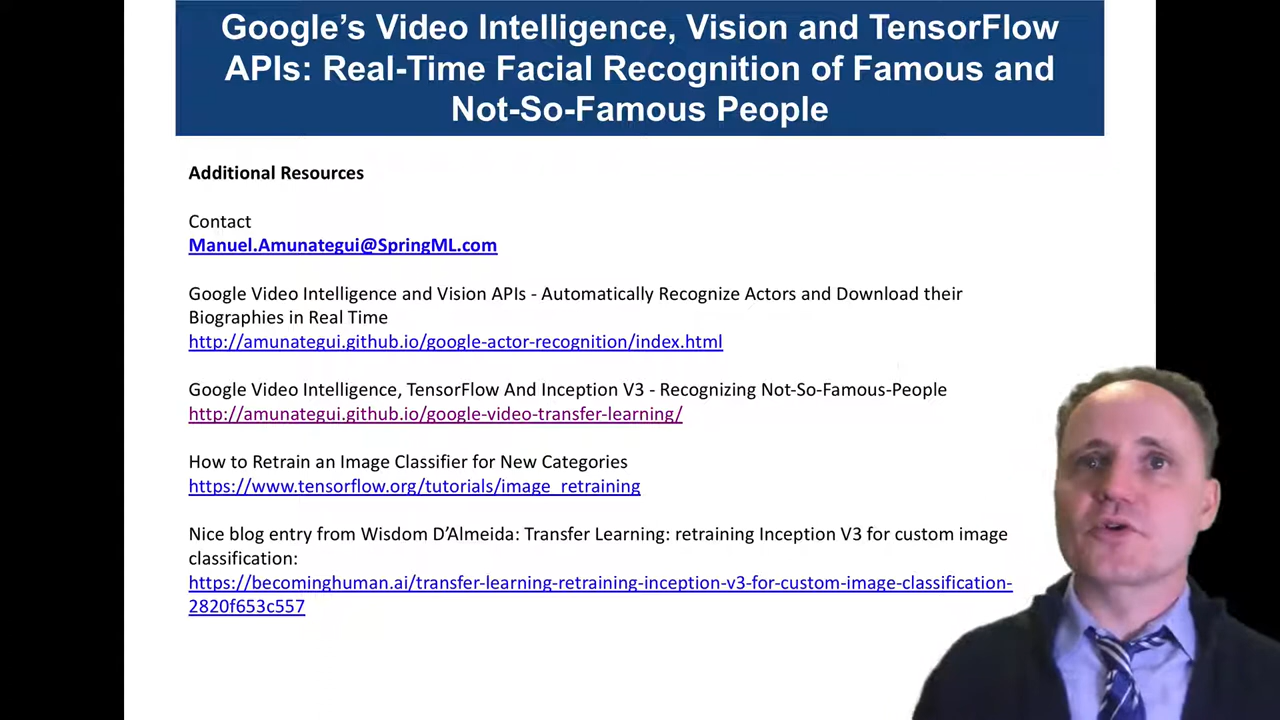 Google’s Video Intelligence, Vision and TensorFlow
APIs: Real-Time Facial Recognition of Famous and
Not-So-Famous People
Additional Resources
Contact
Manuel.Amunategui@SpringML.com
Google Video Intelligence and Vision APIs - Automatically Recognize Actors and Download their
Biographies in Real Time
http://amunategui.github.io/google-actor-recognition/index.html
Google Video Intelligence, TensorFlow And Inception V3 - Recognizing Not-So-Famous-People
http://amunategui.github.io/google-video-transfer-learning/
How to Retrain an Image Classifier for New Categories
https://www.tensorflow.org/tutorials/image_retraining
Nice blog entry from Wisdom D’Almeida: Transfer Learning: retraining Inception V3 for custom image
classification:
https://becominghuman.ai/transfer-learning-retraining-inception-v3-for-custom-image-classification-
2820f653c557